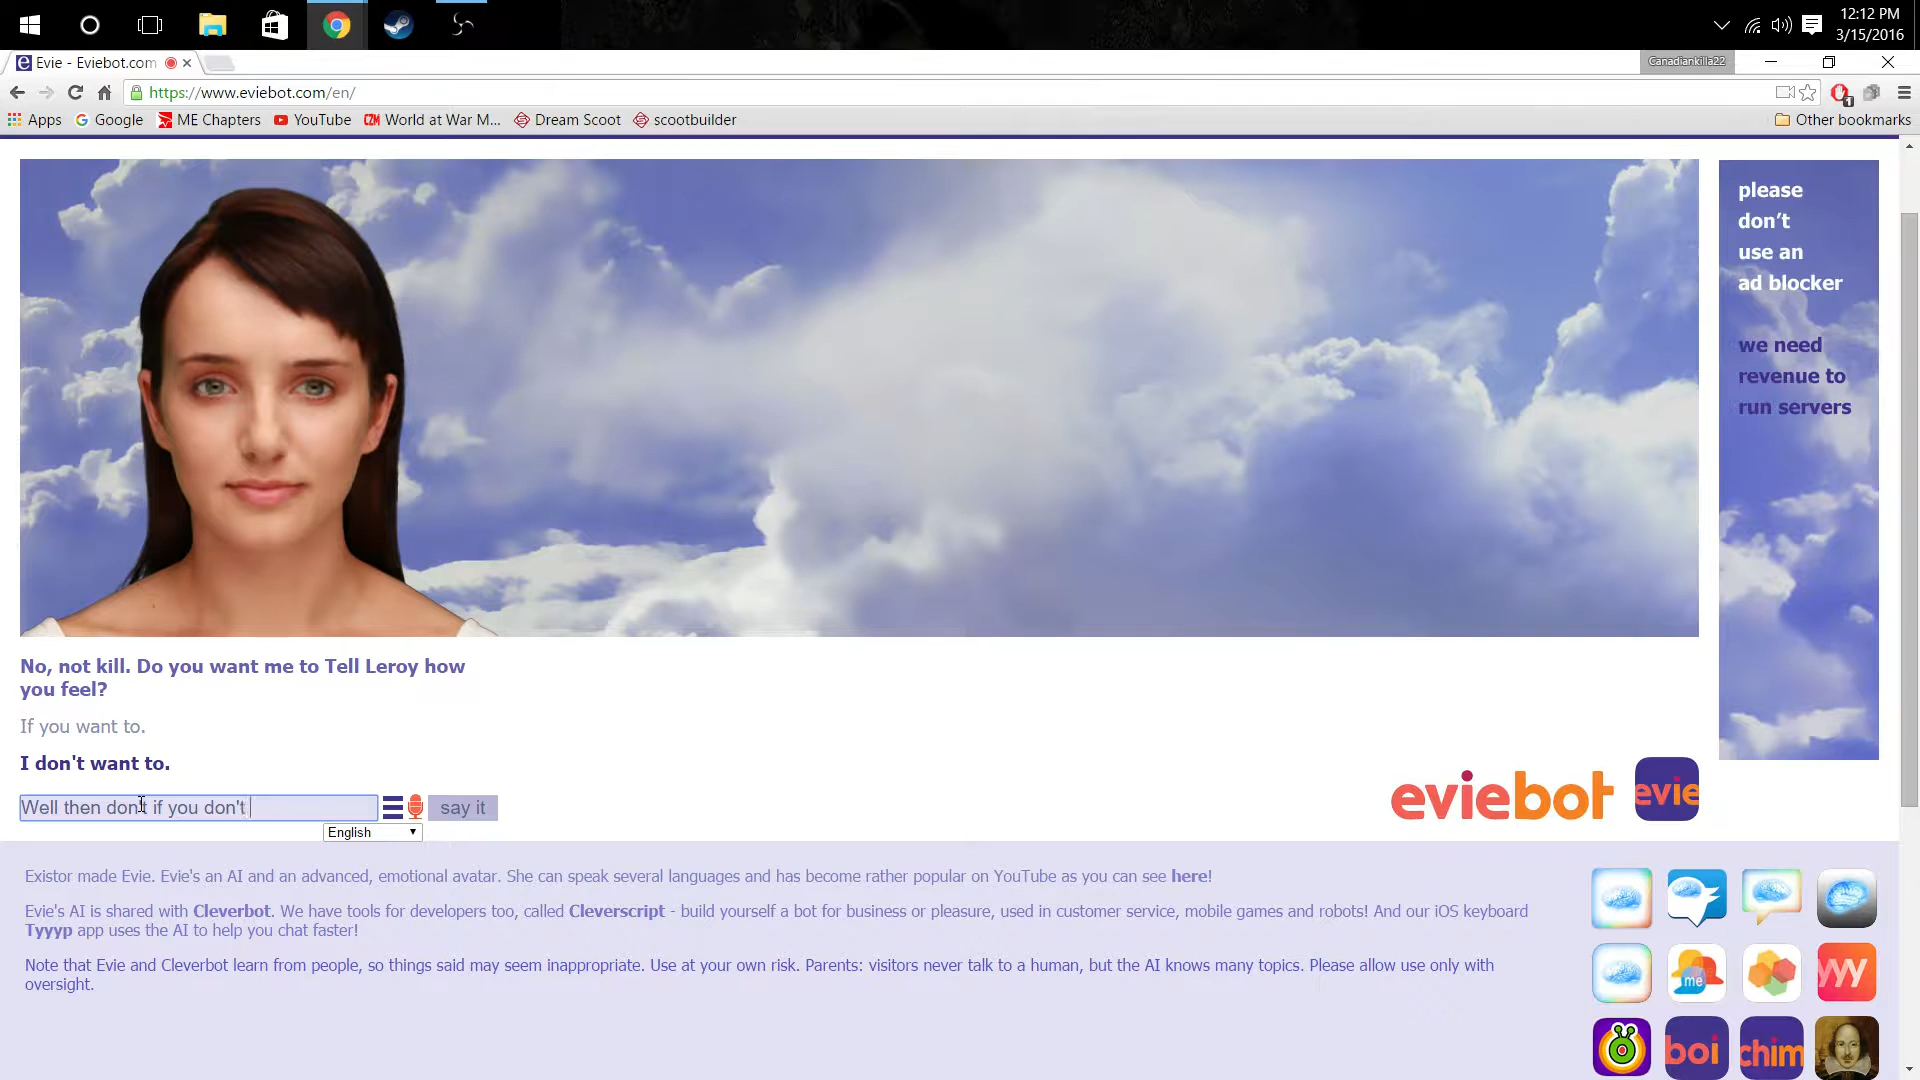 12:12 PM
3/15/2016
Evie - Eviebot.com
Canadiankilla22
https://www.eviebot.com/en/
1
Apps
Google
ME Chapters
YouTube
World at War M...
Dream Scoot
scootbuilder
Other bookmarks
please
don't
use an
ad blocker
we need
revenue to
run servers
No, not kill. Do you want me to Tell Leroy how
you feel?
If you want to.
I don't want to.
Well then don't if you don't
say it
English
eviebot
evie
Existor made Evie. Evie's an AI and an advanced, emotional avatar. She can speak several languages and has become rather popular on YouTube as you can see here!
Evie's AI is shared with Cleverbot. We have tools for developers too, called Cleverscript - build yourself a bot for business or pleasure, used in customer service, mobile games and robots! And our iOS keyboard
Tyyyp app uses the AI to help you chat faster!
Note that Evie and Cleverbot learn from people, so things said may seem inappropriate. Use at your own risk. Parents: visitors never talk to a human, but the AI knows many topics. Please allow use only with
oversight.
me
yyy
boi
chim